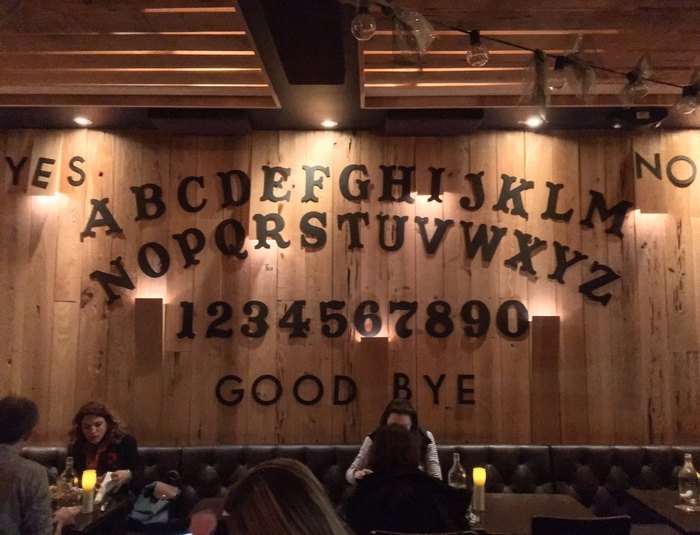 YES
NO
ABCDEFGHIJKLM
NOPQRSTUVWXYZ
1234567890
GOOD BYE